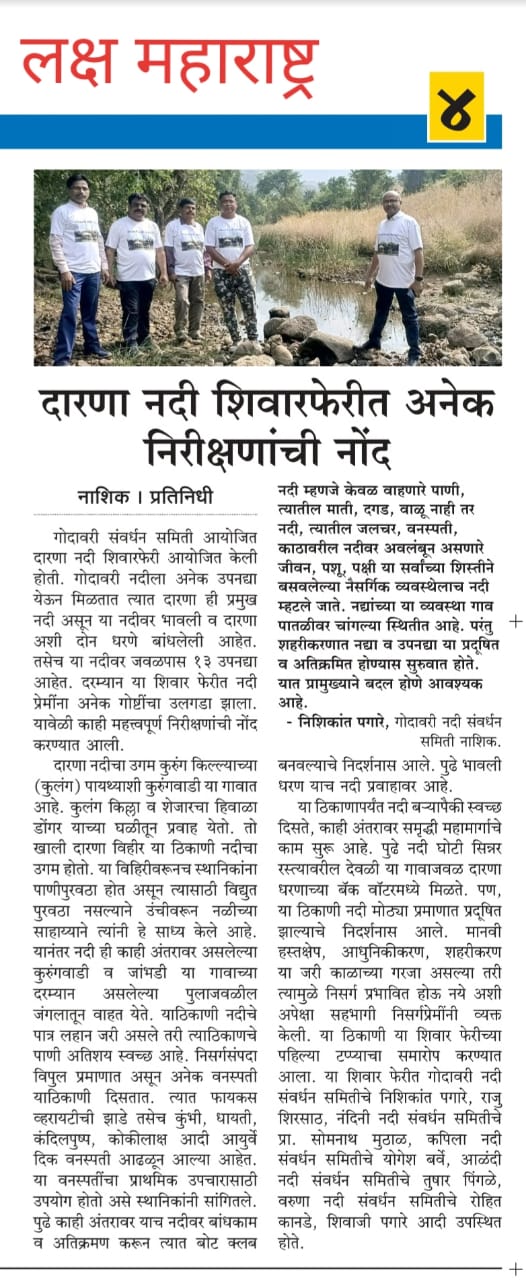 लक्ष महाराष्ट्र
४
दारणा नदी शिवारफेरीत अनेक
निरीक्षणांची नोंद
नाशिक । प्रतिनिधी
गोदावरी संवर्धन समिती आयोजित
दारणा नदी शिवारफेरी आयोजित केली
होती. गोदावरी नदीला अनेक उपनद्या
येऊन मिळतात त्यात दारणा ही प्रमुख
नदी असून या नदीवर भावली व दारणा
अशी दोन धरणे बांधलेली आहेत.
तसेच या नदीवर जवळपास १३ उपनद्या
आहेत. दरम्यान या शिवार फेरीत नदी
प्रेमींना अनेक गोष्टींचा उलगडा झाला.
यावेळी काही महत्त्वपूर्ण निरीक्षणांची नोंद
करण्यात आली.
दारणा नदीचा उगम कुरुंग किल्ल्याच्या
(कुलंग) पायथ्याशी कुरुंगवाडी या गावात
आहे. कुलंग किल्ला व शेजारचा हिवाळा
डोंगर याच्या घळीतून प्रवाह येतो. तो
खाली दारणा विहीर या ठिकाणी नदीचा
उगम होतो. या विहिरीवरूनच स्थानिकांना
पाणीपुरवठा होत असून त्यासाठी विद्युत
पुरवठा नसल्याने उंचीवरून नळीच्या
साहाय्याने त्यांनी हे साध्य केले आहे.
यानंतर नदी ही काही अंतरावर असलेल्या
कुरुंगवाडी व जांभडी या गावाच्या
दरम्यान असलेल्या पुलाजवळील
जंगलातून वाहत येते. याठिकाणी नदीचे
पात्र लहान जरी असले तरी त्याठिकाणचे
पाणी अतिशय स्वच्छ आहे. निसर्गसंपदा
विपुल प्रमाणात असून अनेक वनस्पती
याठिकाणी दिसतात. त्यात फायकस
व्हरायटीची झाडे तसेच कुंभी, धायती,
कंदिलपुष्प, कोकीलाक्ष आदी आयुर्वे
दिक वनस्पती आढळून आल्या आहेत.
या वनस्पतींचा प्राथमिक उपचारासाठी
उपयोग होतो असे स्थानिकांनी सांगितले.
पुढे काही अंतरावर याच नदीवर बांधकाम
व अतिक्रमण करून त्यात बोट क्लब
नदी म्हणजे केवळ वाहणारे पाणी,
त्यातील माती, दगड, वाळू नाही तर
नदी, त्यातील जलचर, वनस्पती,
काठावरील नदीवर अवलंबून असणारे
जीवन, पशू, पक्षी या सर्वांच्या शिस्तीने
बसवलेल्या नैसर्गिक व्यवस्थेलाच नदी
म्हटले जाते. नद्यांच्या या व्यवस्था गाव
पातळीवर चांगल्या स्थितीत आहे. परंतु
शहरीकरणात नद्या व उपनद्या या प्रदूषित
व अतिक्रमित होण्यास सुरुवात होते.
यात प्रामुख्याने बदल होणे आवश्यक
आहे.
- निशिकांत पगारे, गोदावरी नदी संवर्धन
समिती नाशिक.
बनवल्याचे निदर्शनास आले. पुढे भावली
धरण याच नदी प्रवाहावर आहे.
या ठिकाणापर्यंत नदी बऱ्यापैकी स्वच्छ
दिसते, काही अंतरावर समृद्धी महामार्गाचे
काम सुरू आहे. पुढे नदी घोटी सिन्नर
रस्त्यावरील देवळी या गावाजवळ दारणा
धरणाच्या बॅक वॉटरमध्ये मिळते. पण,
या ठिकाणी नदी मोठ्या प्रमाणात प्रदूषित
झाल्याचे निदर्शनास आले. मानवी
हस्तक्षेप, आधुनिकीकरण, शहरीकरण
या जरी काळाच्या गरजा असल्या तरी
त्यामुळे निसर्ग प्रभावित होऊ नये अशी
अपेक्षा सहभागी निसर्गप्रेमींनी व्यक्त
केली. या ठिकाणी या शिवार फेरीच्या
पहिल्या टप्प्याचा समारोप करण्यात
आला. या शिवार फेरीत गोदावरी नदी
संवर्धन समितीचे निशिकांत पगारे, राजु
शिरसाठ, नंदिनी नदी संवर्धन समितीचे
प्रा. सोमनाथ मुठाळ, कपिला नदी
संवर्धन समितीचे योगेश बर्वे, आळंदी
नदी संवर्धन समितीचे तुषार पिंगळे,
वरुणा नदी संवर्धन समितीचे रोहित
कानडे, शिवाजी पगारे आदी उपस्थित
होते.